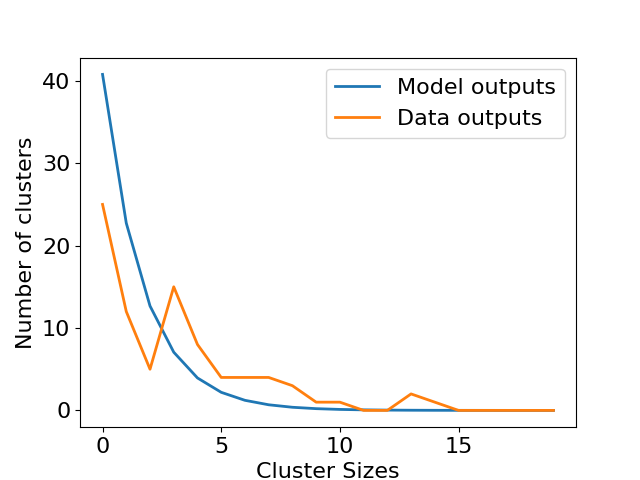 Model outputs
Data outputs
40
30
20
10
0
Number of clusters
0 5 10 15
Cluster Sizes